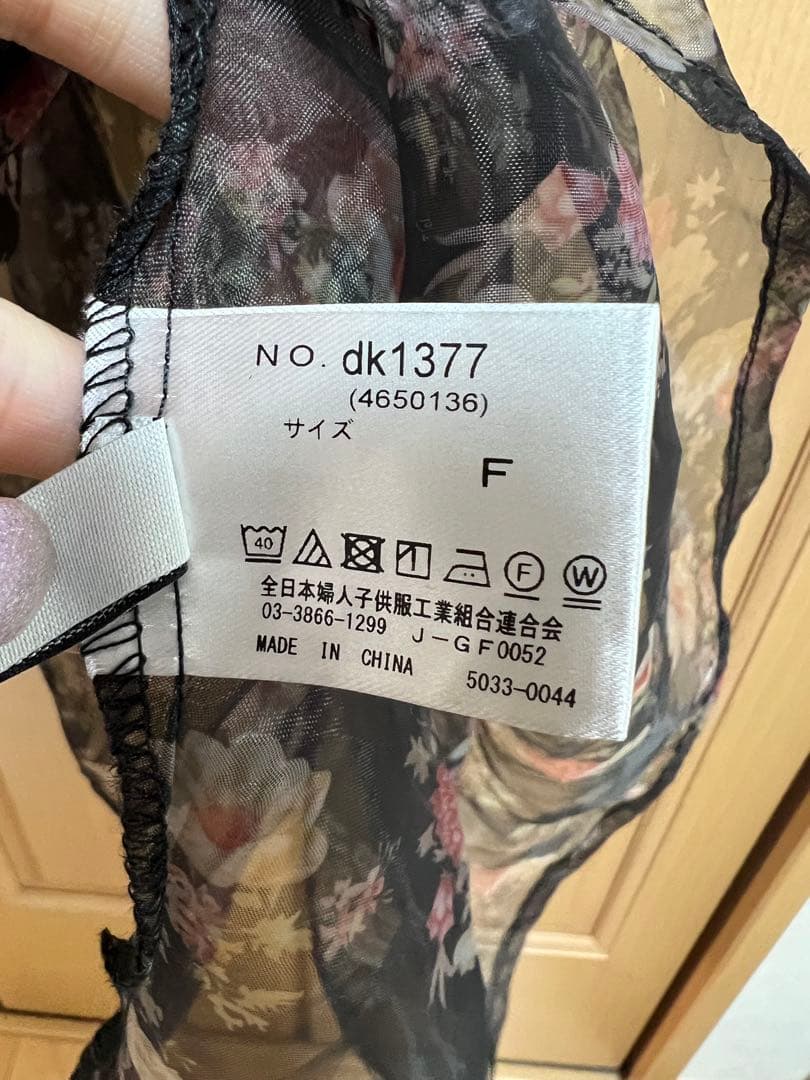 NO. dk1377
(4650136)
サイズ
F
40 F W
全日本婦人子供服工業組合連合会
03-3866-1299 J-GF0052
MADE IN CHINA 5033-0044